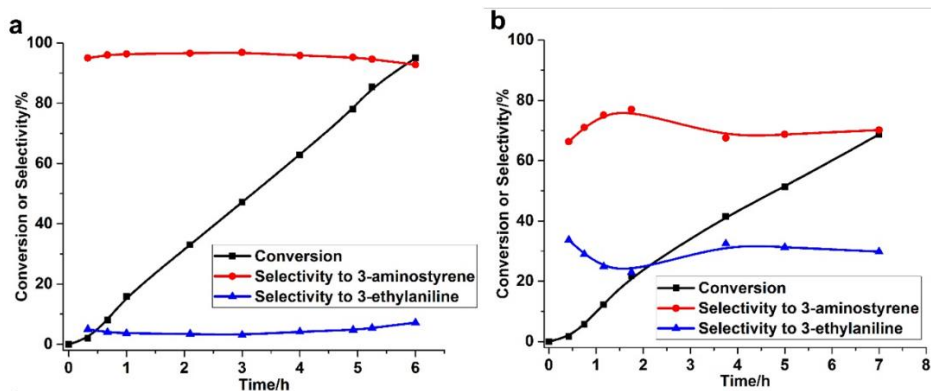 a
Conversion or Selectivity/%
100
80
60
40
20
0
Conversion
Selectivity to 3-aminostyrene
Selectivity to 3-ethylaniline
0 1 2 3 4 5 6 7
Time/h
b
Conversion or Selectivity/%
100
80
60
40
20
0
Conversion
Selectivity to 3-aminostyrene
Selectivity to 3-ethylaniline
0 1 2 3 4 5 6 7 8
Time/h